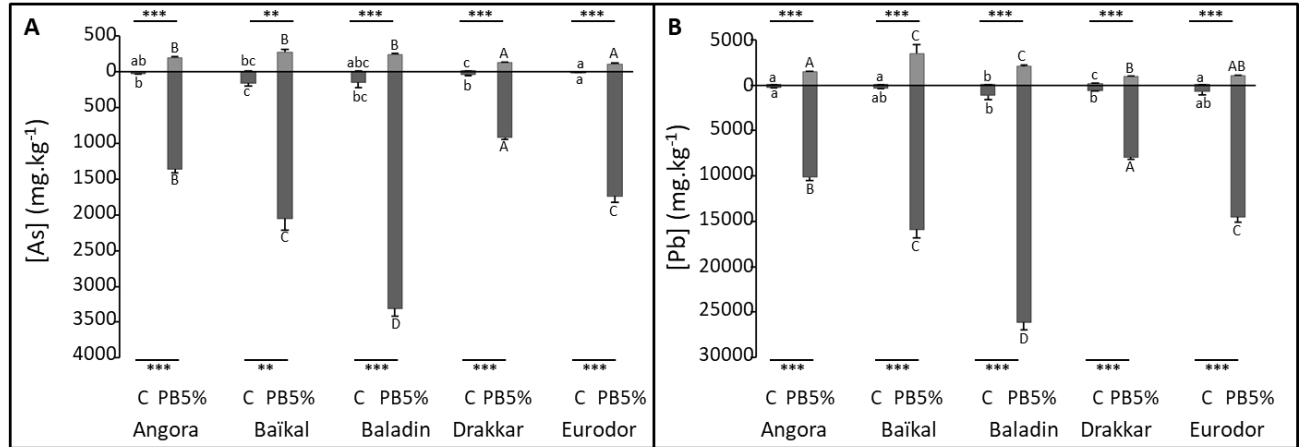 A
*** ** *** *** ***
500
0
500
1000
1500
2000
2500
3000
3500
4000
[As] (mg.kg-1)
ab B bc B abc B c A a A
b B c C bc D b A a C
*** ** *** *** ***
C PB5% C PB5% C PB5% C PB5% C PB5%
Angora Baïkal Baladin Drakkar Eurodor
B
*** *** *** *** ***
5000
0
5000
10000
15000
20000
25000
30000
[Pb] (mg.kg-1)
a A a C b C c B a AB
a B ab C b D b A ab C
*** *** *** *** ***
C PB5% C PB5% C PB5% C PB5% C PB5%
Angora Baïkal Baladin Drakkar Eurodor